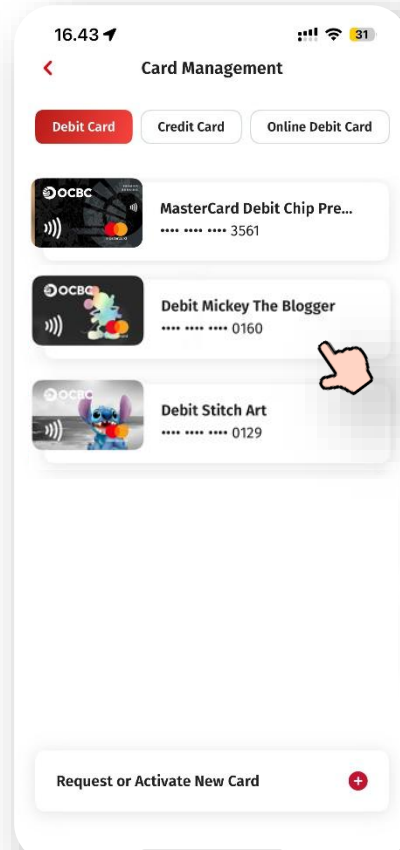 16.43
31
Card Management
Debit Card
Credit Card
Online Debit Card
OCBC
MasterCard Debit Chip Pre...
•••• •••• •••• 3561
OCBC
Debit Mickey The Blogger
•••• •••• •••• 0160
OCBC
Debit Stitch Art
•••• •••• •••• 0129
Request or Activate New Card